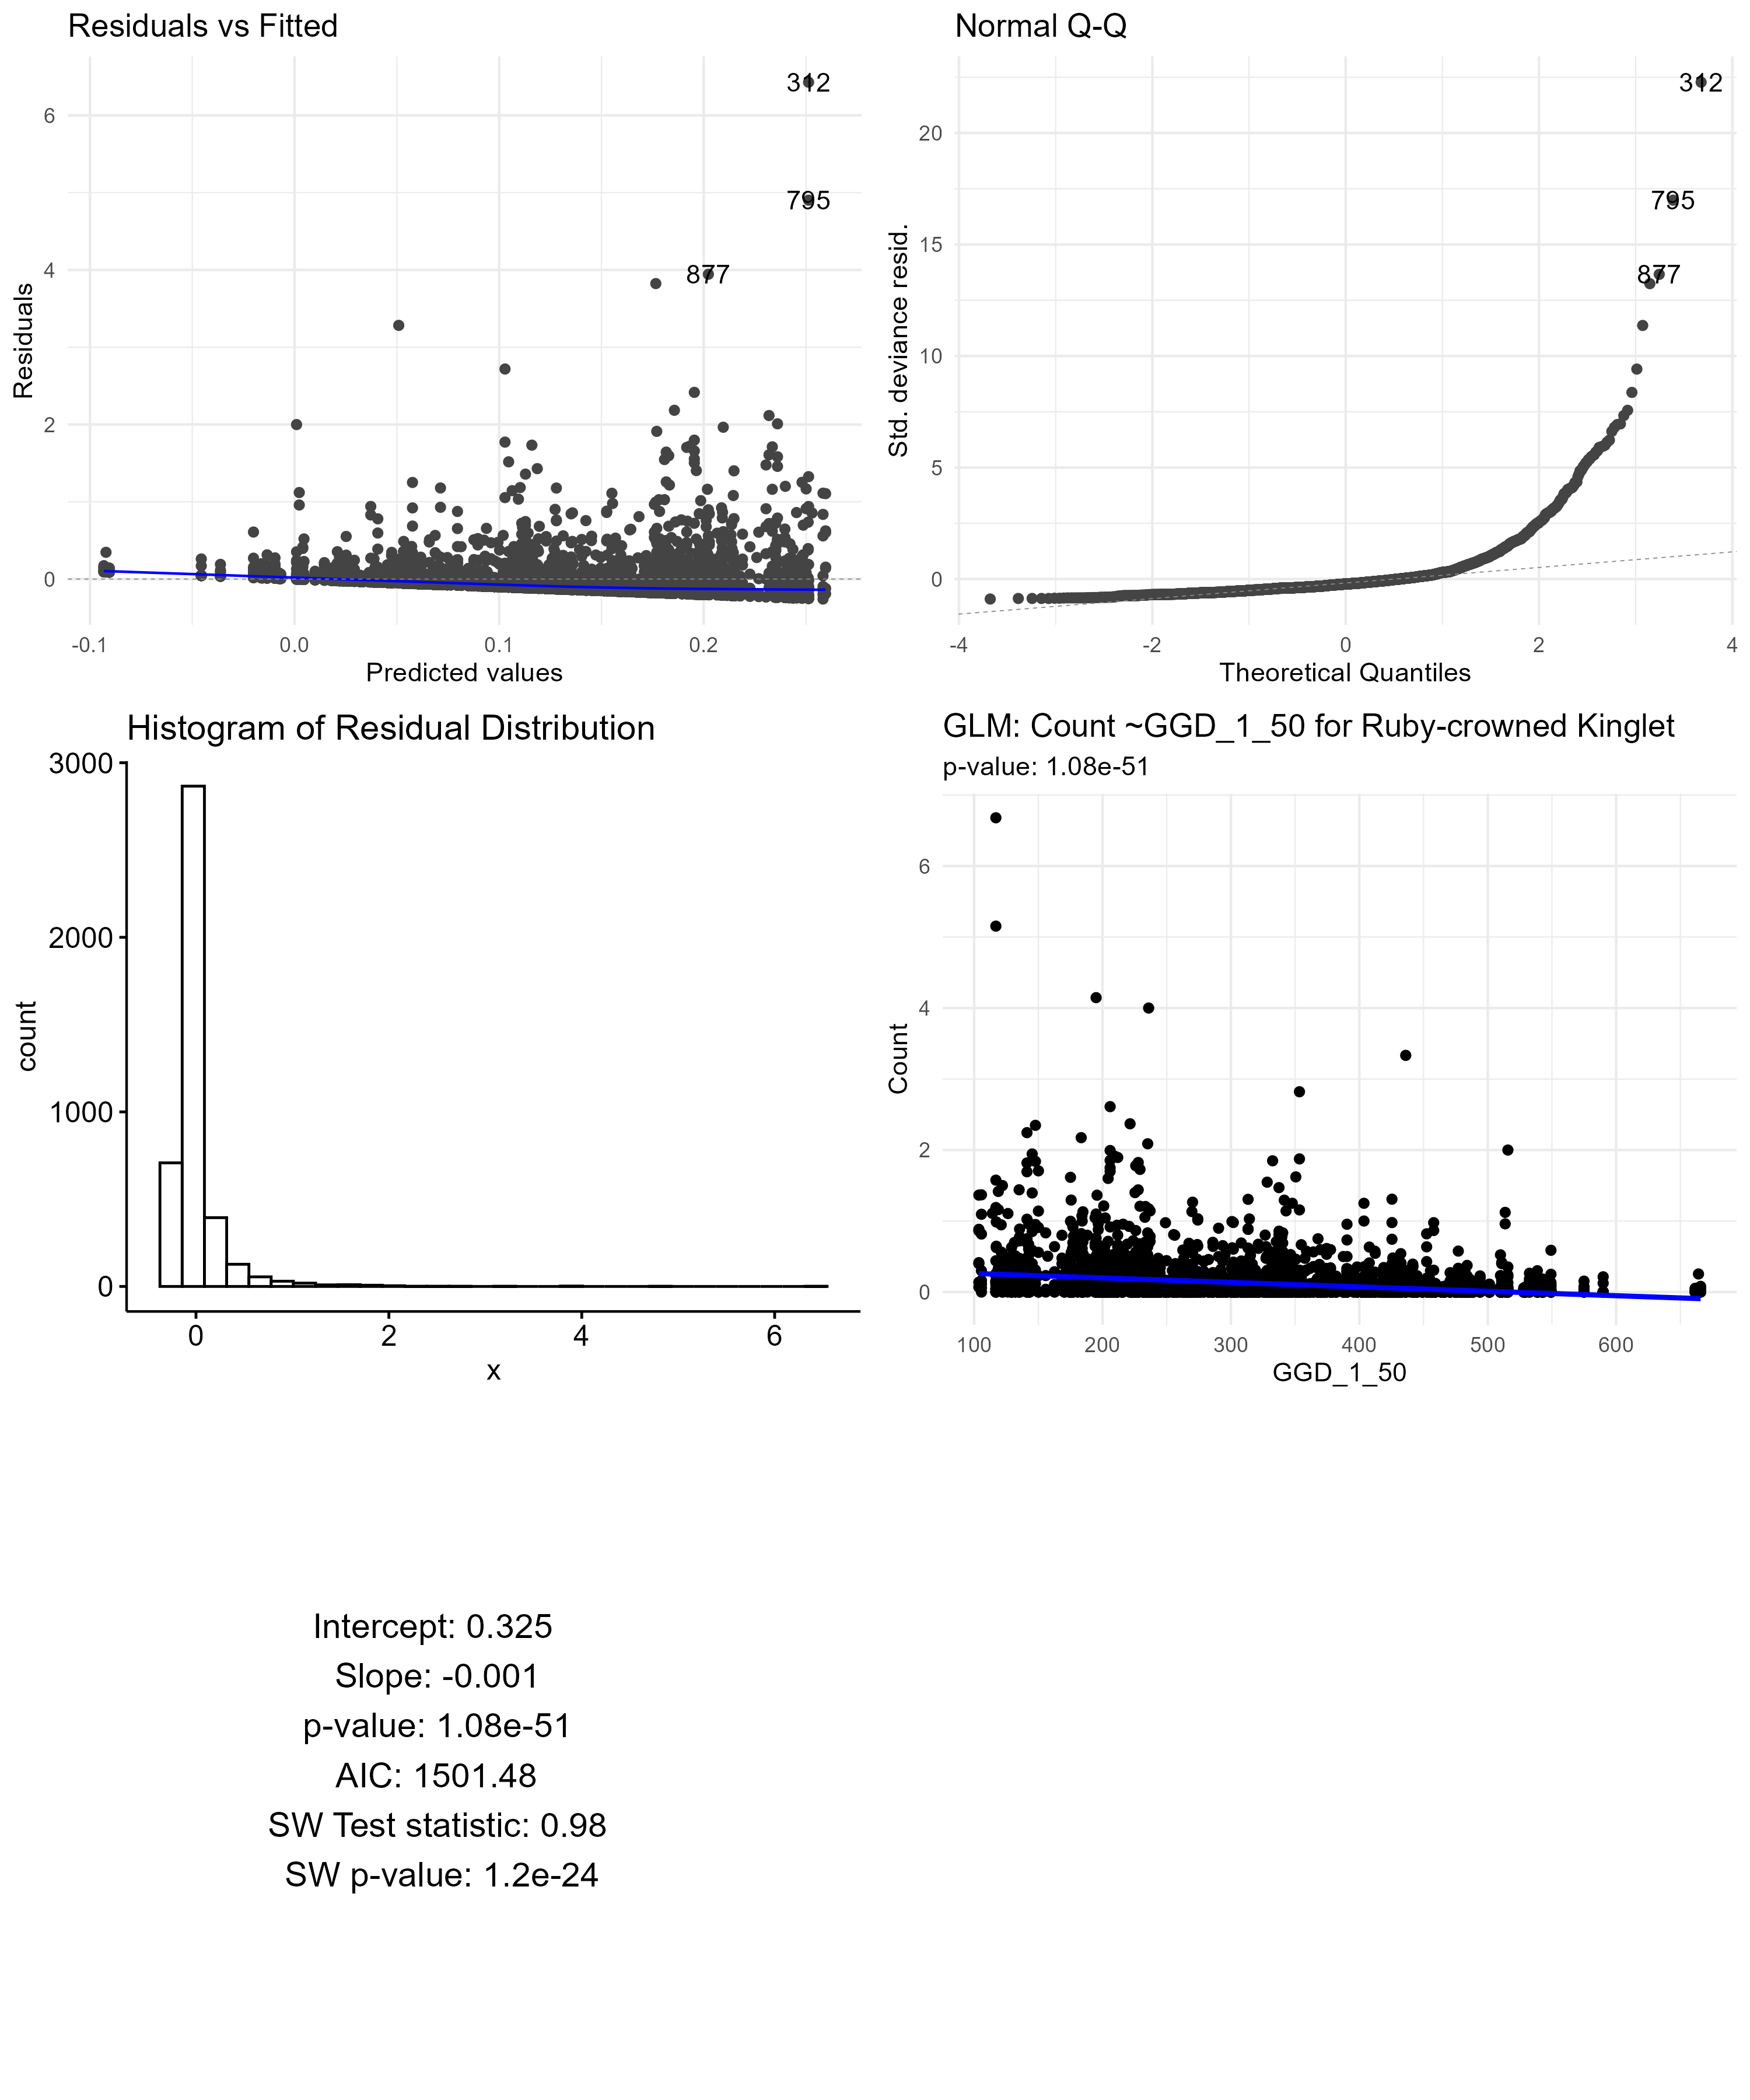 Residuals vs Fitted
312
795
877
6
4
2
0
-0.1
0.0
0.1
0.2
Residuals
Predicted values
Normal Q-Q
312
795
877
20
15
10
5
0
-4
-2
0
2
4
Std. deviance resid.
Theoretical Quantiles
Histogram of Residual Distribution
3000
2000
1000
0
0
2
4
6
count
x
GLM: Count ~GGD_1_50 for Ruby-crowned Kinglet
p-value: 1.08e-51
6
4
2
0
100
200
300
400
500
600
Count
GGD_1_50
Intercept: 0.325
Slope: -0.001
p-value: 1.08e-51
AIC: 1501.48
SW Test statistic: 0.98
SW p-value: 1.2e-24